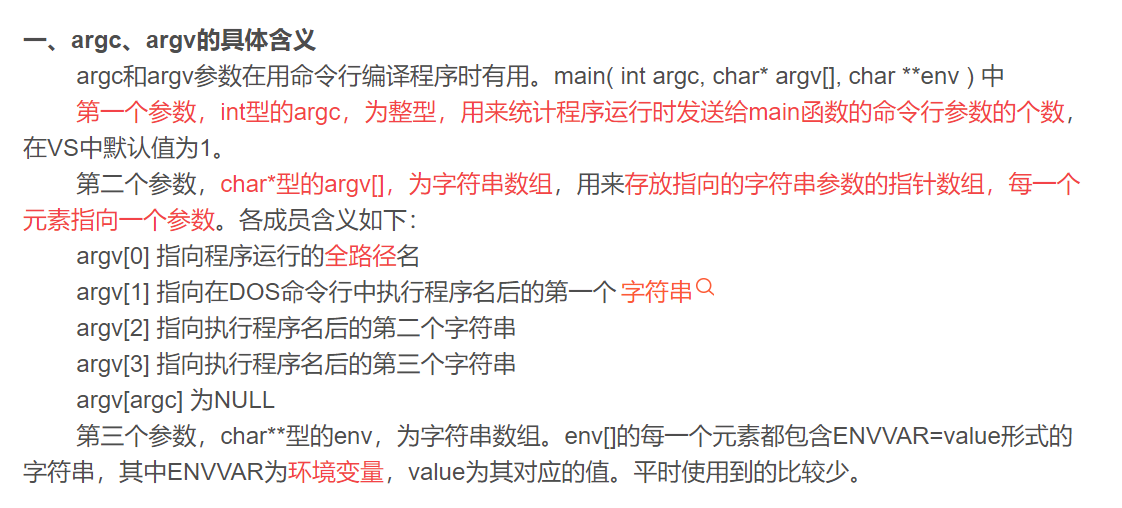 一、argc、argv的具体含义
argc和argv参数在用命令行编译程序时有用。main( int argc, char* argv[], char **env ) 中
第一个参数，int型的argc，为整型，用来统计程序运行时发送给main函数的命令行参数的个数，
在VS中默认值为1。
第二个参数，char*型的argv[]，为字符串数组，用来存放指向的字符串参数的指针数组，每一个
元素指向一个参数。各成员含义如下：
argv[0] 指向程序运行的全路径名
argv[1] 指向在DOS命令行中执行程序名后的第一个 字符串
argv[2] 指向执行程序名后的第二个字符串
argv[3] 指向执行程序名后的第三个字符串
argv[argc] 为NULL
第三个参数，char**型的env，为字符串数组。env[]的每一个元素都包含ENVVAR=value形式的
字符串，其中ENVVAR为环境变量，value为其对应的值。平时使用到的比较少。